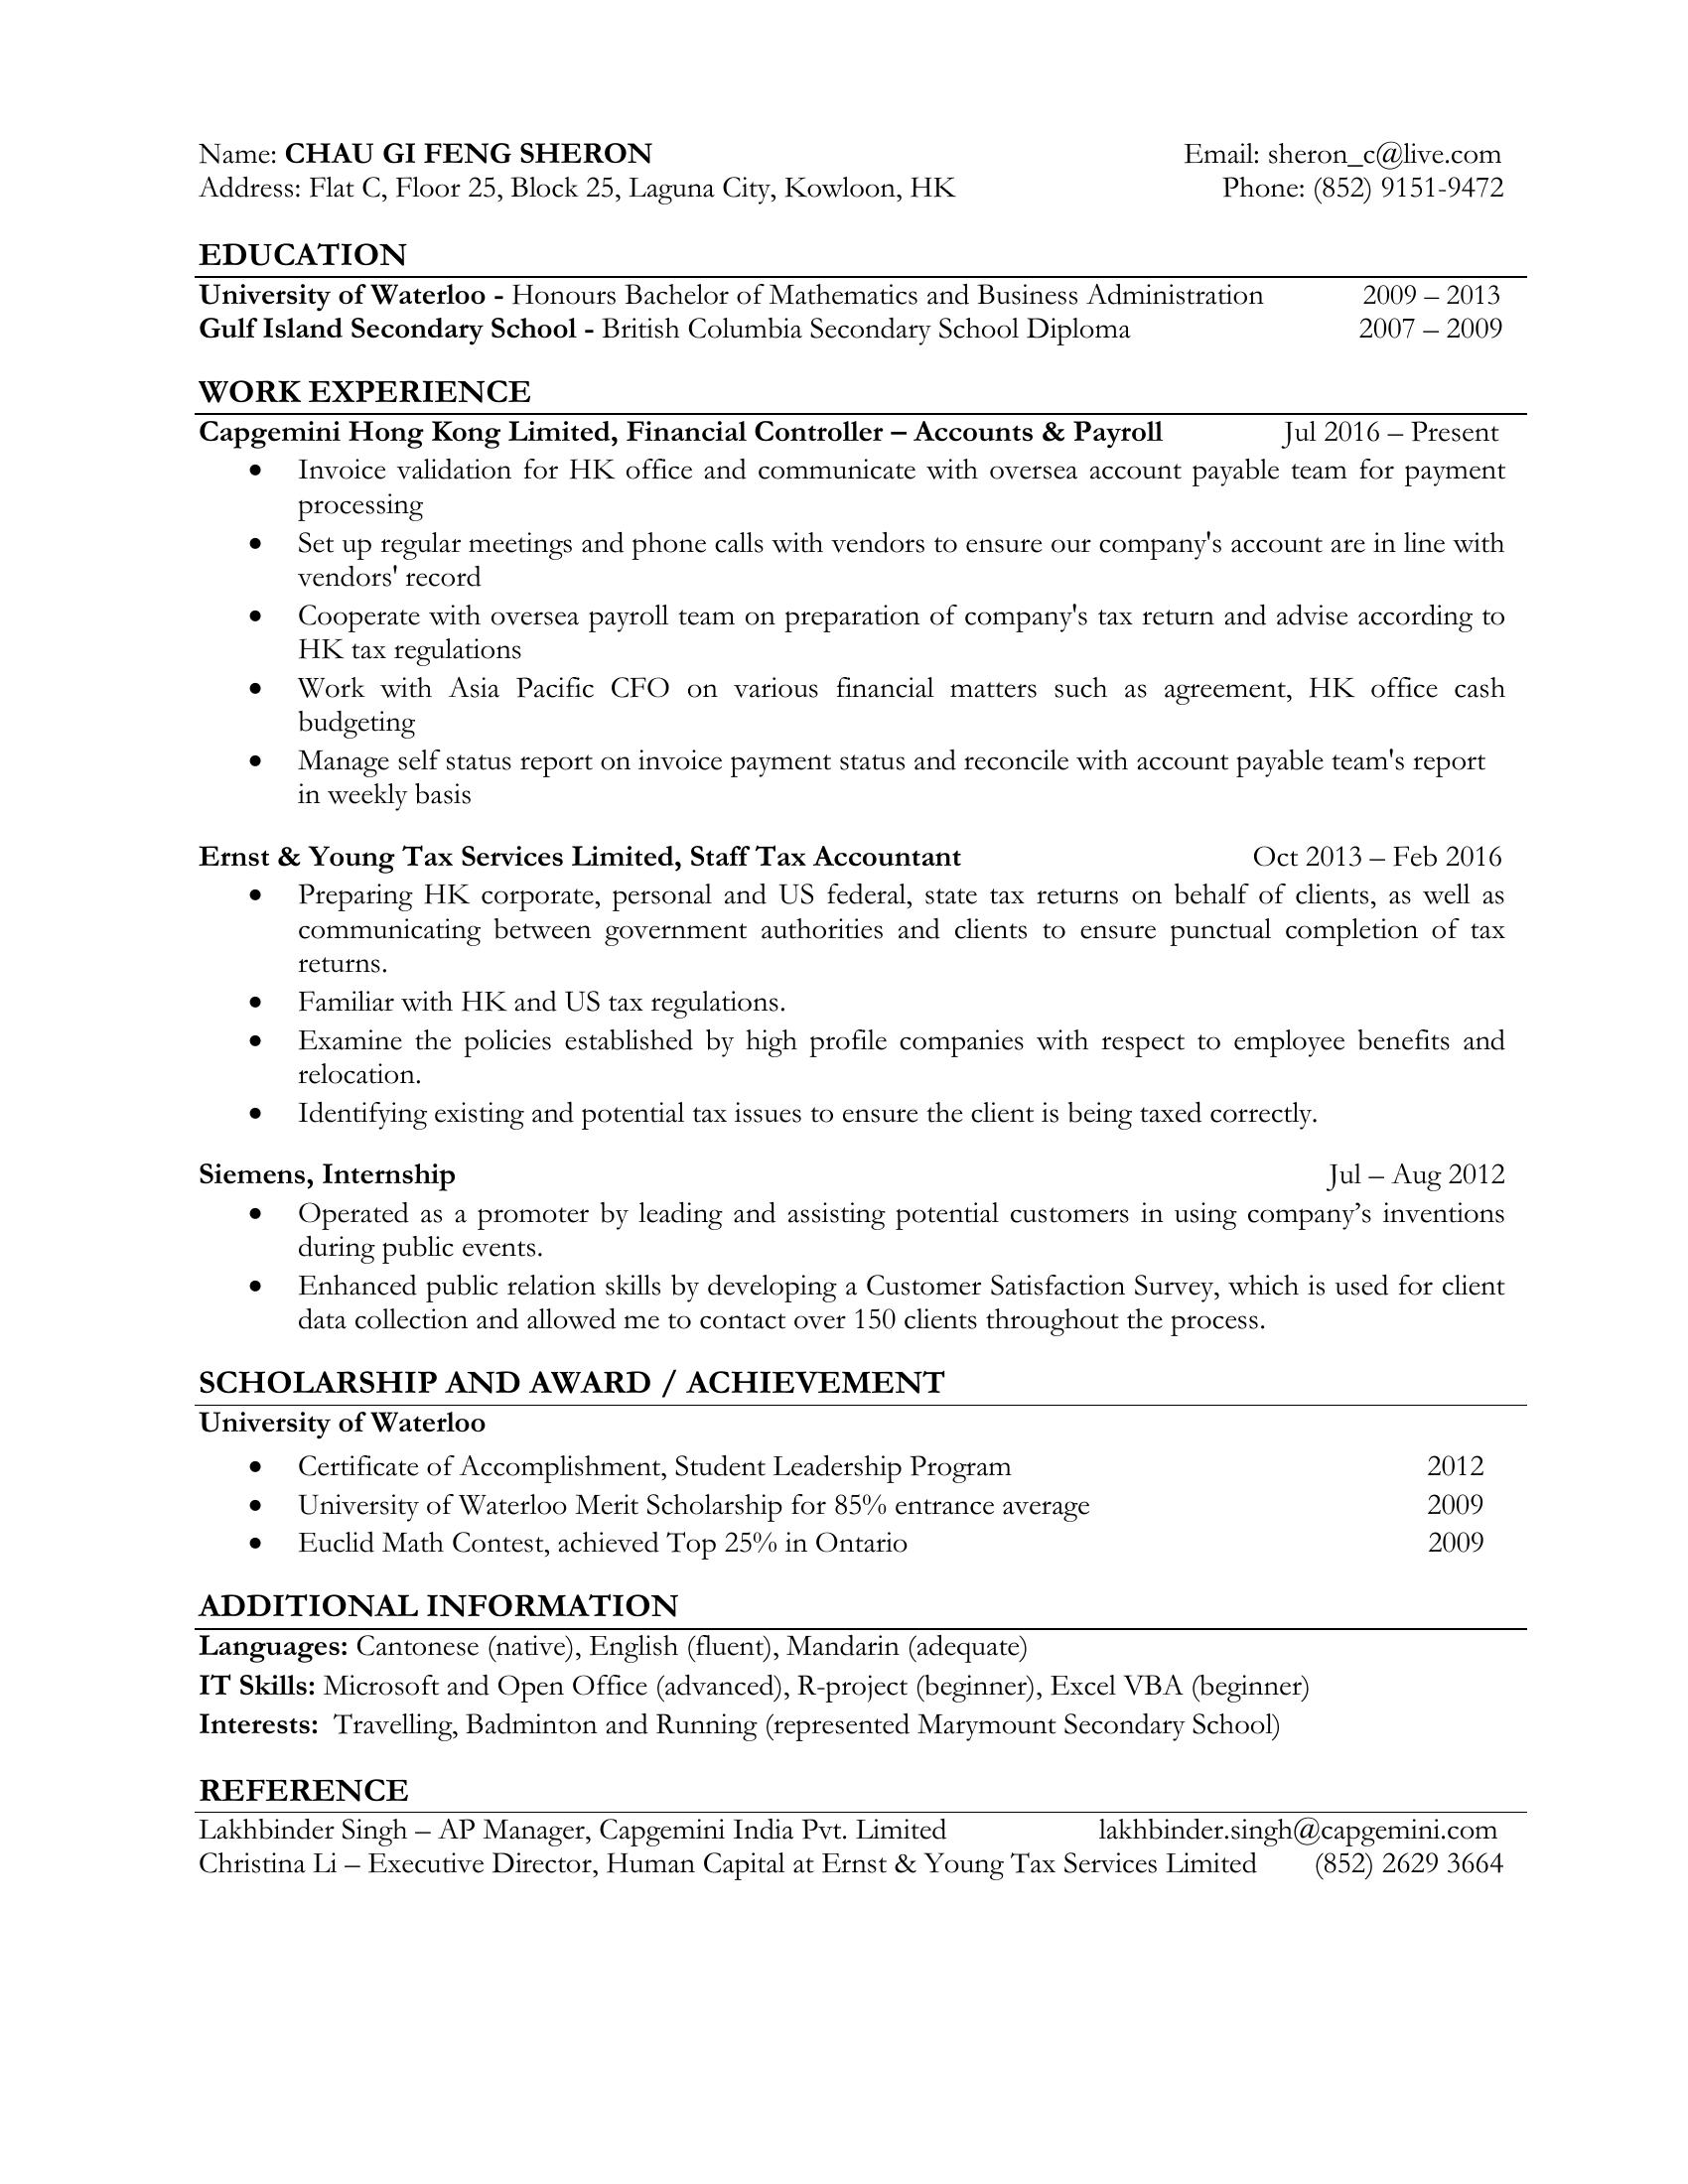 Name: CHAU GI FENG SHERON Email: sheron_c@live.com
Address: Flat C, Floor 25, Block 25, Laguna City, Kowloon, HK Phone: (852) 9151-9472
EDUCATION
University of Waterloo - Honours Bachelor of Mathematics and Business Administration 2009 – 2013
Gulf Island Secondary School - British Columbia Secondary School Diploma 2007 – 2009
WORK EXPERIENCE
Capgemini Hong Kong Limited, Financial Controller – Accounts & Payroll Jul 2016 – Present
• Invoice validation for HK office and communicate with oversea account payable team for payment
processing
• Set up regular meetings and phone calls with vendors to ensure our company's account are in line with
vendors' record
• Cooperate with oversea payroll team on preparation of company's tax return and advise according to
HK tax regulations
• Work with Asia Pacific CFO on various financial matters such as agreement, HK office cash
budgeting
• Manage self status report on invoice payment status and reconcile with account payable team's report
in weekly basis
Ernst & Young Tax Services Limited, Staff Tax Accountant Oct 2013 – Feb 2016
• Preparing HK corporate, personal and US federal, state tax returns on behalf of clients, as well as
communicating between government authorities and clients to ensure punctual completion of tax
returns.
• Familiar with HK and US tax regulations.
• Examine the policies established by high profile companies with respect to employee benefits and
relocation.
• Identifying existing and potential tax issues to ensure the client is being taxed correctly.
Siemens, Internship Jul – Aug 2012
• Operated as a promoter by leading and assisting potential customers in using company’s inventions
during public events.
• Enhanced public relation skills by developing a Customer Satisfaction Survey, which is used for client
data collection and allowed me to contact over 150 clients throughout the process.
SCHOLARSHIP AND AWARD / ACHIEVEMENT
University of Waterloo
• Certificate of Accomplishment, Student Leadership Program 2012
• University of Waterloo Merit Scholarship for 85% entrance average 2009
• Euclid Math Contest, achieved Top 25% in Ontario 2009
ADDITIONAL INFORMATION
Languages: Cantonese (native), English (fluent), Mandarin (adequate)
IT Skills: Microsoft and Open Office (advanced), R-project (beginner), Excel VBA (beginner)
Interests: Travelling, Badminton and Running (represented Marymount Secondary School)
REFERENCE
Lakhbinder Singh – AP Manager, Capgemini India Pvt. Limited lakhbinder.singh@capgemini.com
Christina Li – Executive Director, Human Capital at Ernst & Young Tax Services Limited (852) 2629 3664